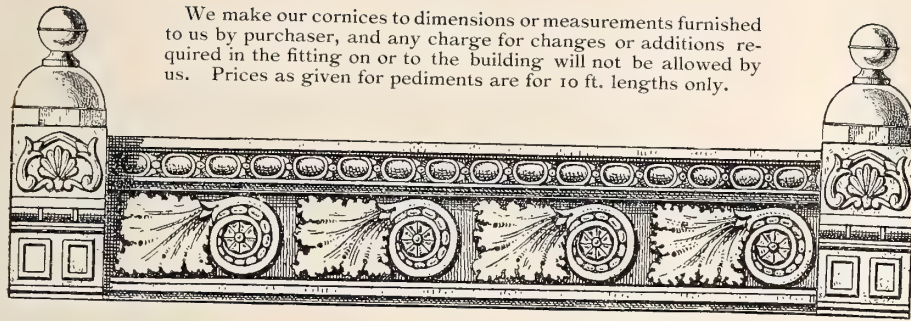 We make our cornices to dimensions or measurements furnished
to us by purchaser, and any charge for changes or additions re-
quired in the fitting on or to the building will not be allowed by
us. Prices as given for pediments are for 10 ft. lengths only.